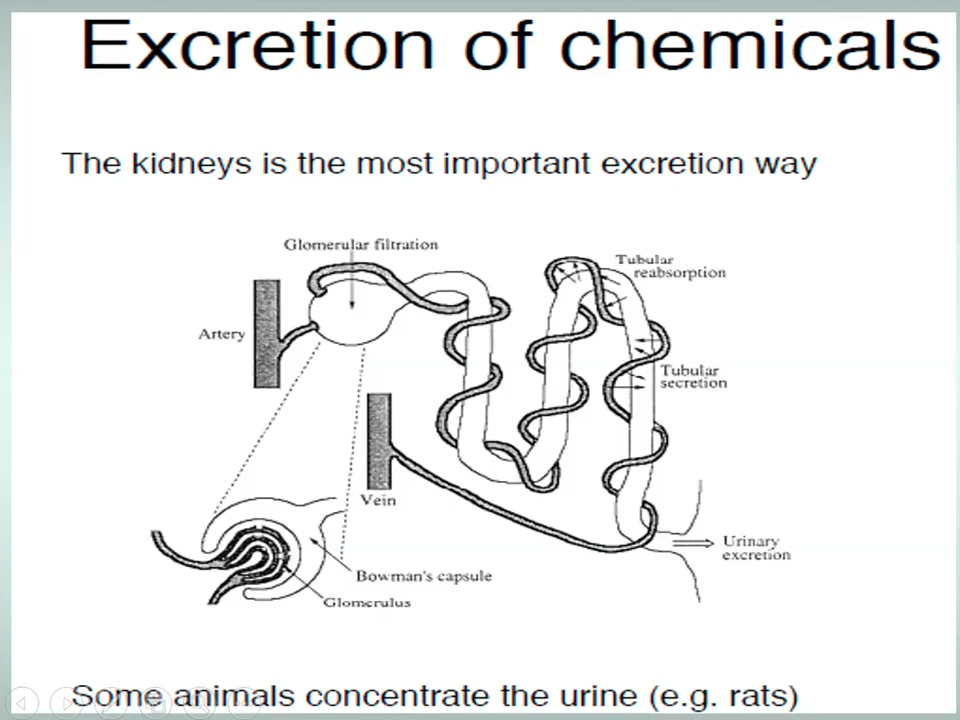 Excretion of chemicals
The kidneys is the most important excretion way
Glomerular filtration
Tubular
reabsorption
Artery
Tubular
secretion
Vein
Urinary
excretion
Bowman's capsule
Glomerulus
Some animals concentrate the urine (e.g. rats)